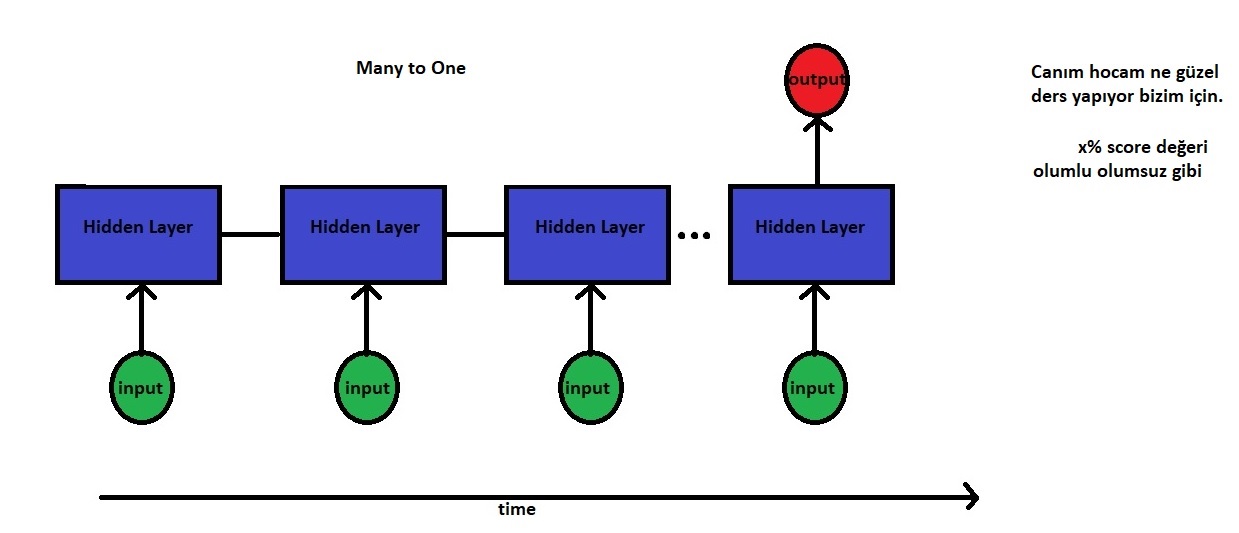 Many to One
output
Canım hocam ne güzel
ders yapıyor bizim için.
x% score değeri
olumlu olumsuz gibi
Hidden Layer
Hidden Layer
Hidden Layer
...
Hidden Layer
input
input
input
input
time